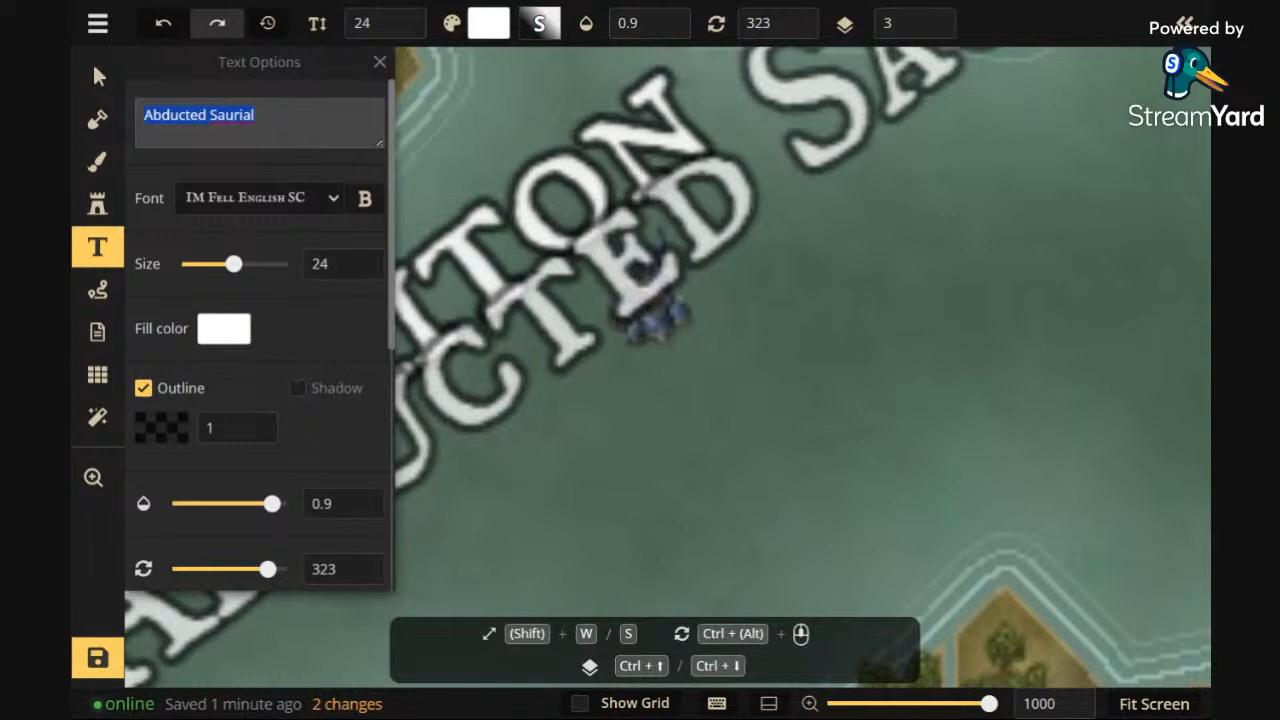 24
S
0.9
323
3
Powered by
StreamYard
Text Options
Abducted Saurial
Font IM FELL ENGLISH SC B
Size 24
Fill color
Outline Shadow
1
0.9
323
T
ITON SA
UCTED
(Shift) + W / S Ctrl + (Alt) +
Ctrl + ⬆ / Ctrl + ⬇
online Saved 1 minute ago 2 changes
Show Grid
1000
Fit Screen